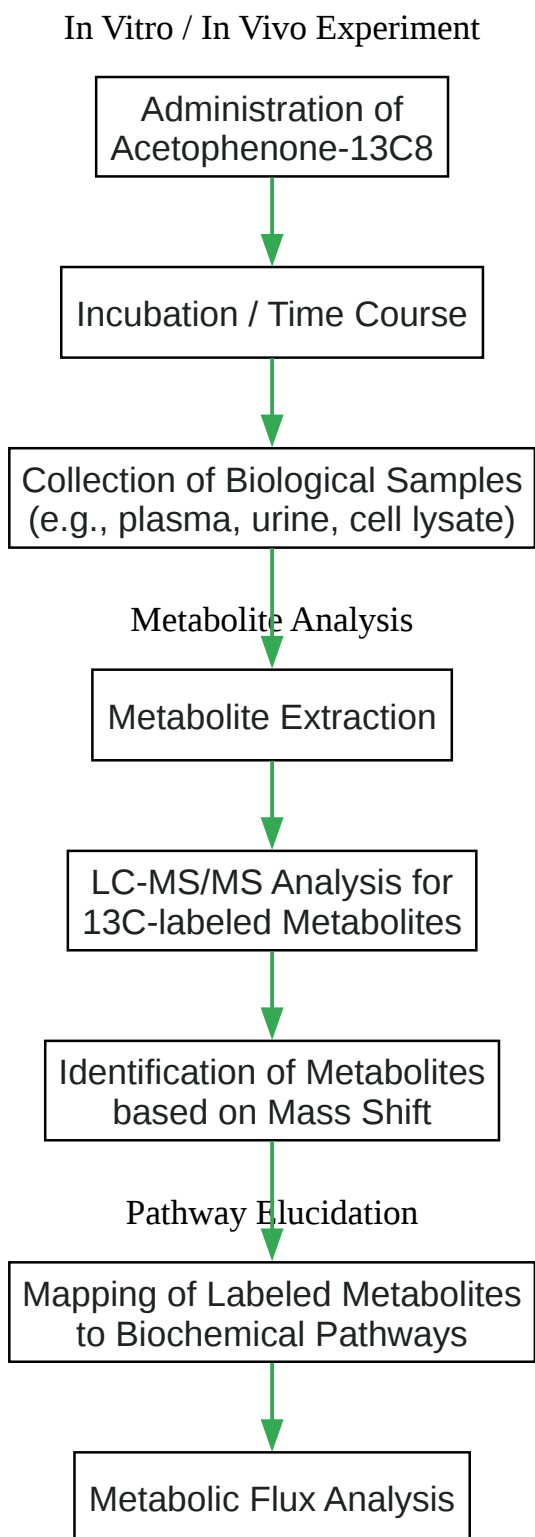 In Vitro / In Vivo Experiment
Administration of
Acetophenone-13C8
Incubation / Time Course
Collection of Biological Samples
(e.g., plasma, urine, cell lysate)
Metabolite Analysis
Metabolite Extraction
LC-MS/MS Analysis for
13C-labeled Metabolites
Identification of Metabolites
based on Mass Shift
Pathway Elucidation
Mapping of Labeled Metabolites
to Biochemical Pathways
Metabolic Flux Analysis